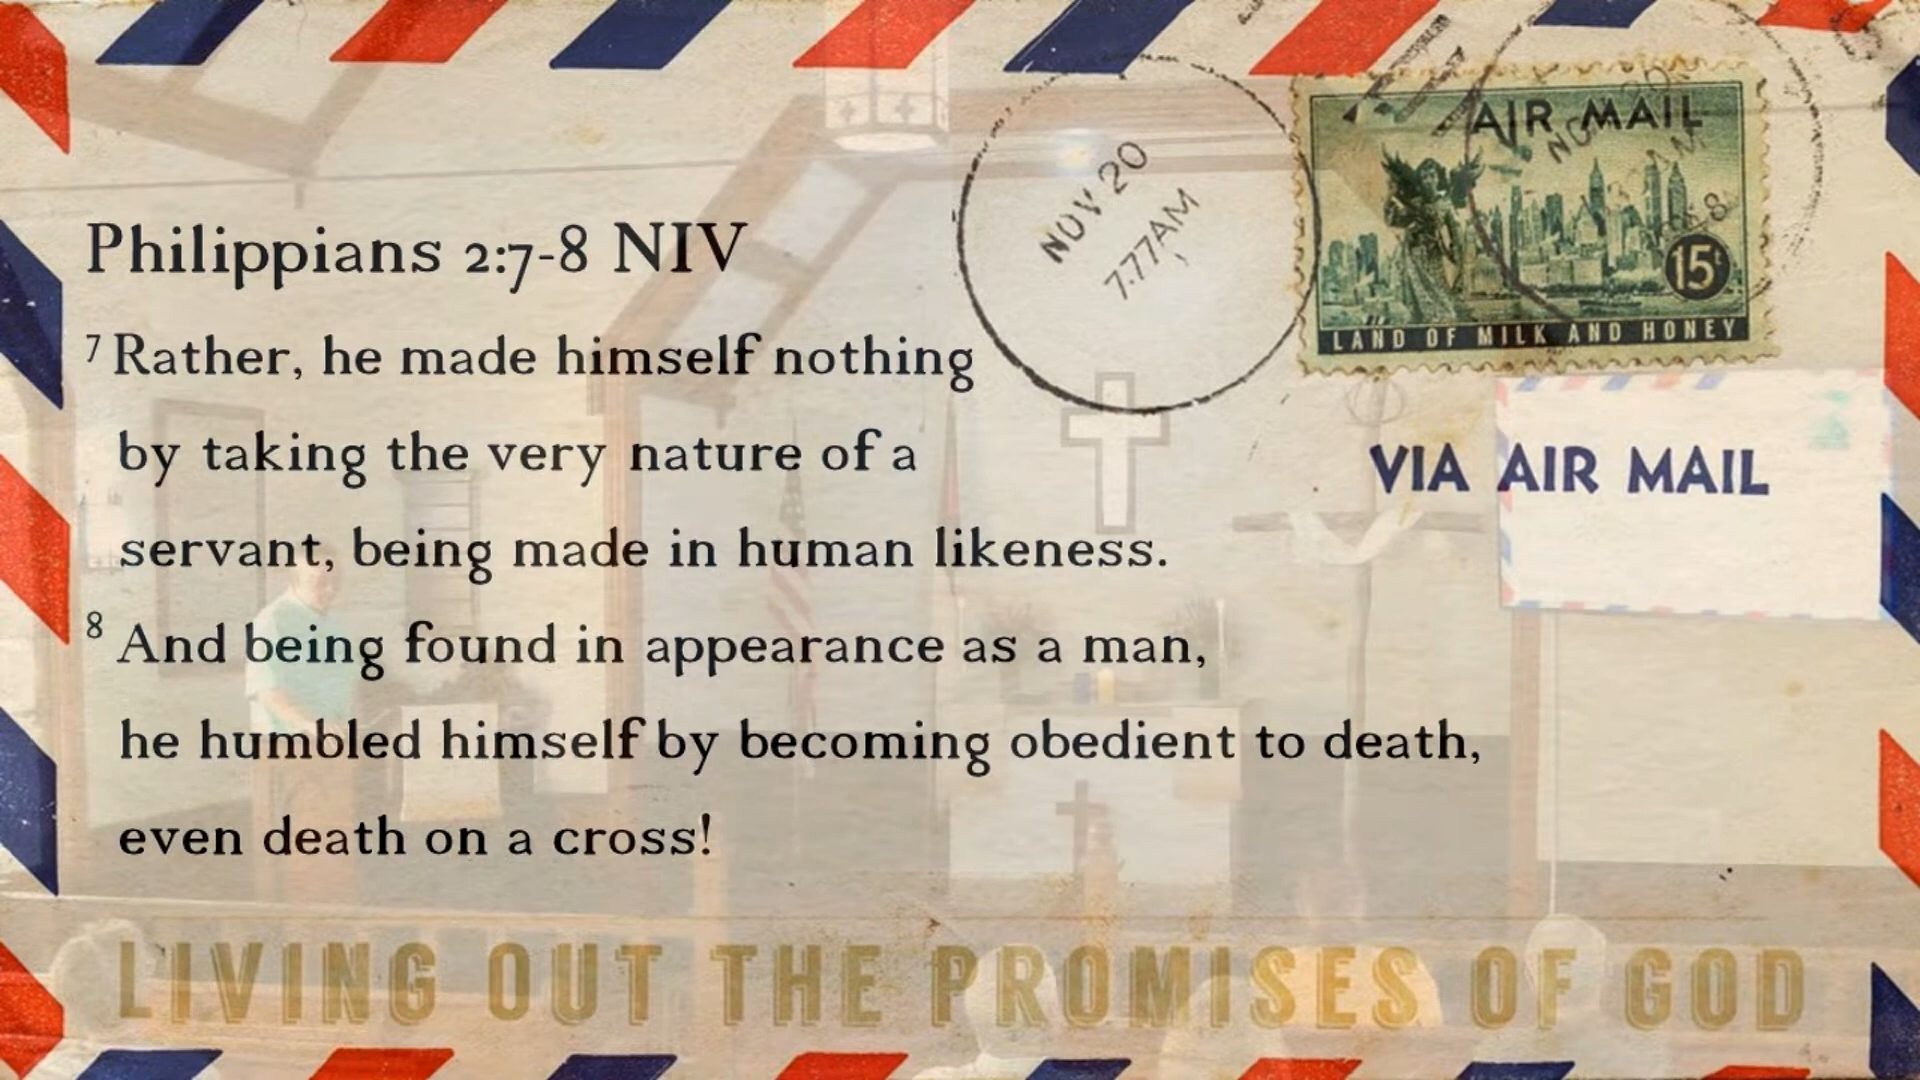 NOV 20
7.77AM
AIR MAIL
15¢
LAND OF MILK AND HONEY
VIA AIR MAIL
Philippians 2:7-8 NIV
7 Rather, he made himself nothing
by taking the very nature of a
servant, being made in human likeness.
8 And being found in appearance as a man,
he humbled himself by becoming obedient to death,
even death on a cross!
LIVING OUT THE PROMISES OF GOD